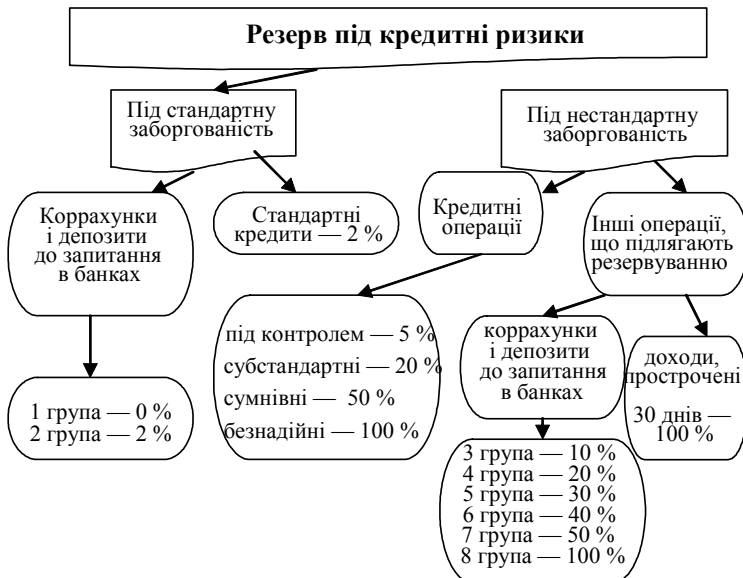 Резерв під кредитні ризики
Під стандартну
заборгованість
Під нестандартну
заборгованість
Коррахунки
і депозити
до запитання
в банках
Стандартні
кредити — 2 %
Кредитні
операції
Інші операції,
що підлягають
резервуванню
1 група — 0 %
2 група — 2 %
під контролем — 5 %
субстандартні — 20 %
сумнівні — 50 %
безнадійні — 100 %
коррахунки
і депозити
до запитання
в банках
доходи,
прострочені
30 днів —
100 %
3 група — 10 %
4 група — 20 %
5 група — 30 %
6 група — 40 %
7 група — 50 %
8 група — 100 %